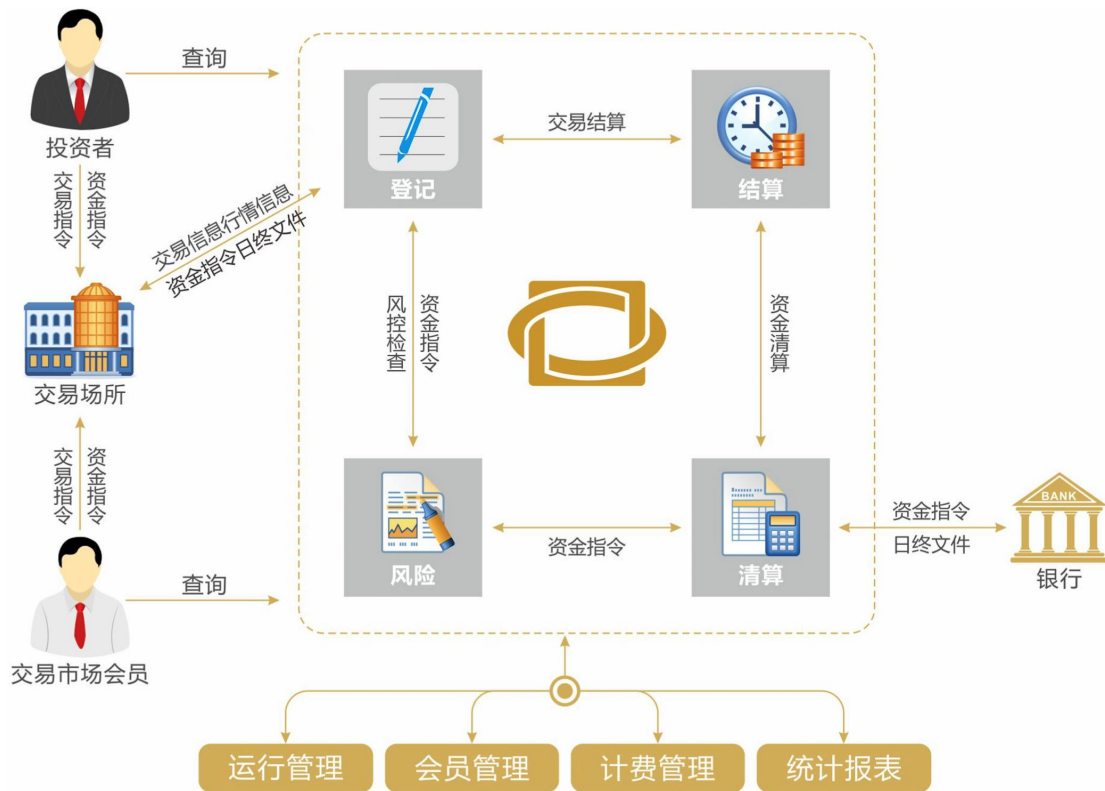 查询
投资者
交易指令
资金指令
交易信息行情信息
资金指令日终文件
交易场所
交易指令
资金指令
查询
交易市场会员
登记
交易结算
结算
风控检查
资金指令
资金清算
风险
资金指令
清算
资金指令
日终文件
BANK
银行
运行管理
会员管理
计费管理
统计报表